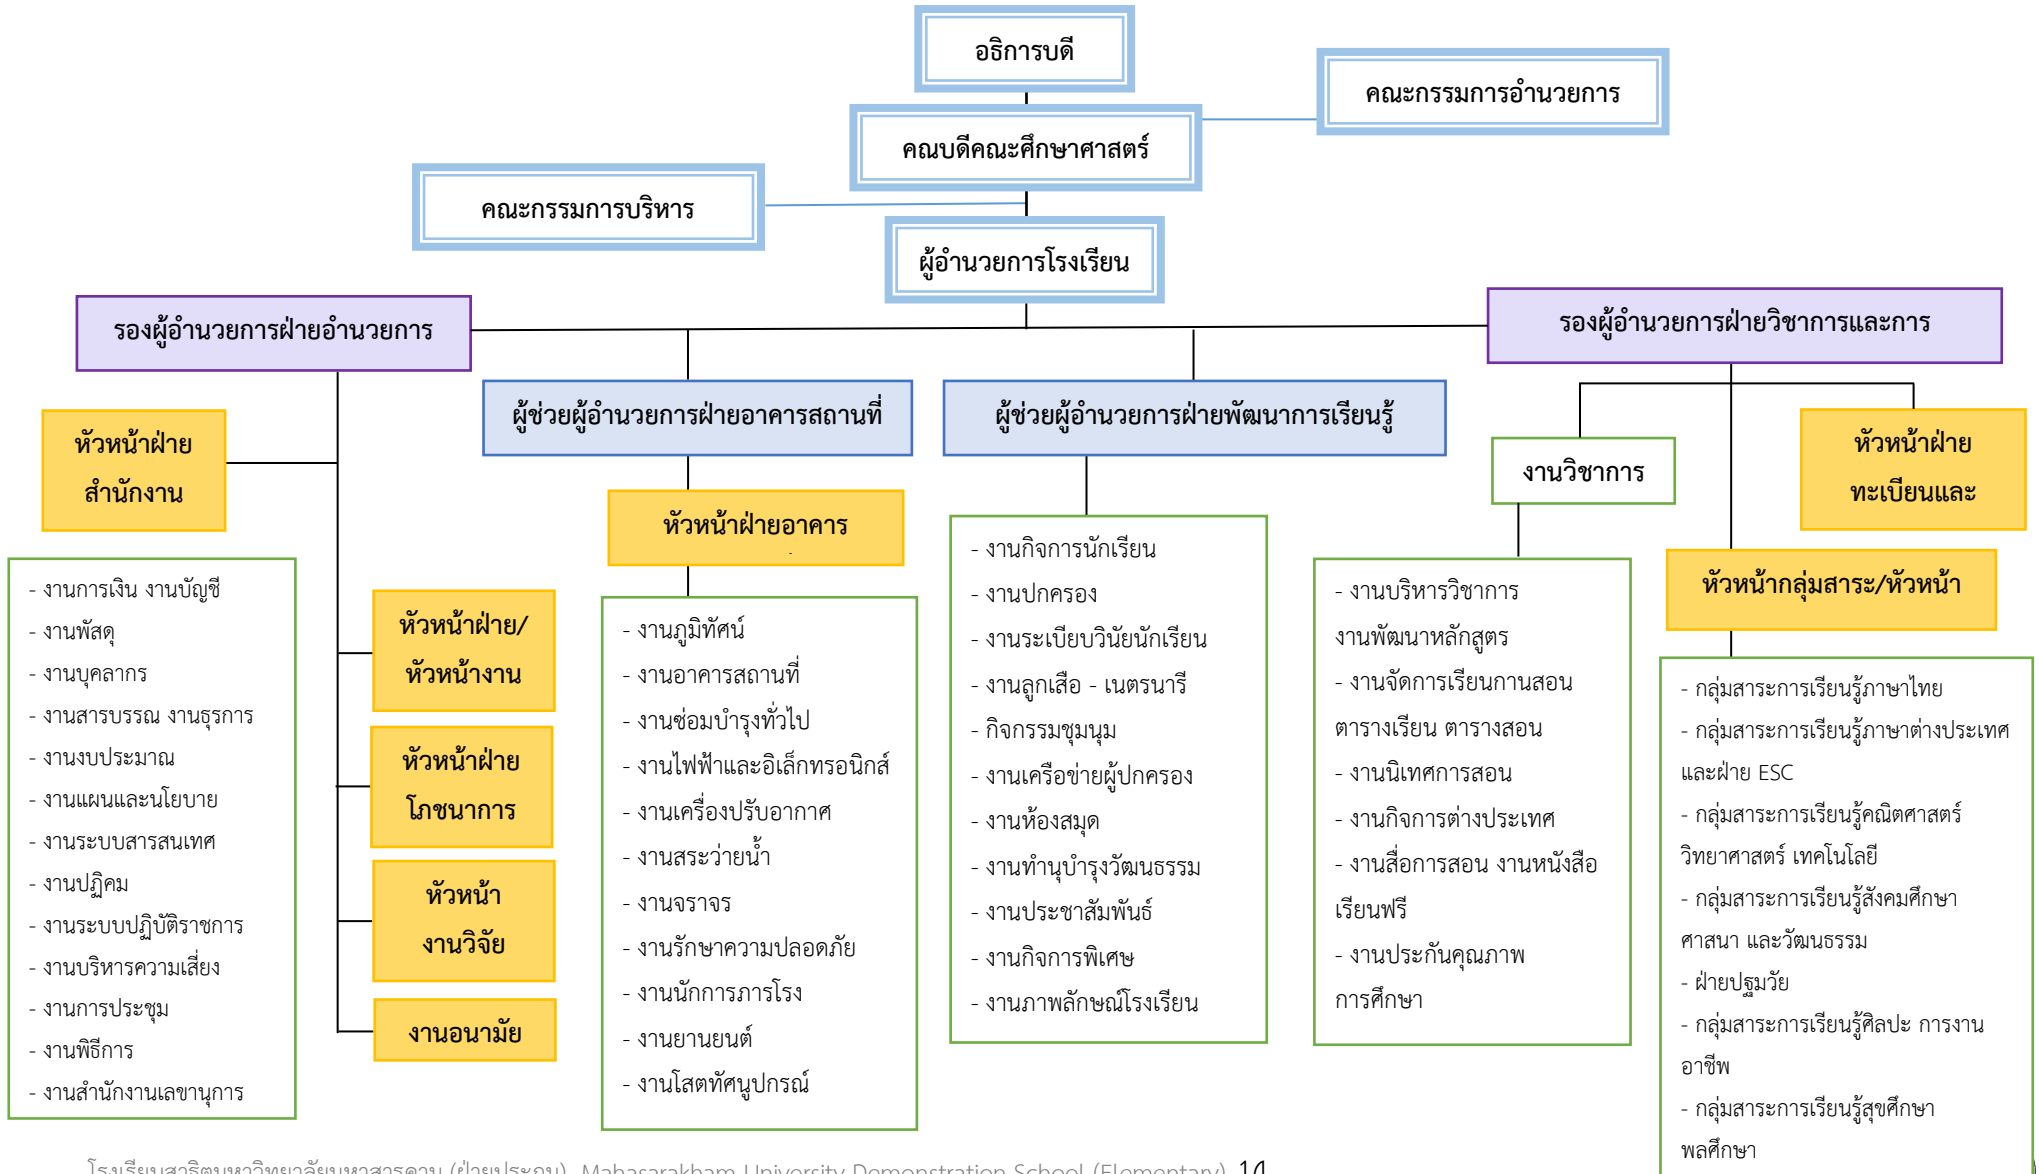 อธิการบดี
คณะกรรมการอำนวยการ
คณบดีคณะศึกษาศาสตร์
คณะกรรมการบริหาร
ผู้อำนวยการโรงเรียน
รองผู้อำนวยการฝ่ายอำนวยการ
รองผู้อำนวยการฝ่ายวิชาการและการ
ผู้ช่วยผู้อำนวยการฝ่ายอาคารสถานที่
ผู้ช่วยผู้อำนวยการฝ่ายพัฒนาการเรียนรู้
หัวหน้าฝ่าย
สำนักงาน
- งานการเงิน งานบัญชี
- งานพัสดุ
- งานบุคลากร
- งานสารบรรณ งานธุรการ
- งานงบประมาณ
- งานแผนและนโยบาย
- งานระบบสารสนเทศ
- งานปฏิคม
- งานระบบปฏิบัติราชการ
- งานบริหารความเสี่ยง
- งานการประชุม
- งานพิธีการ
- งานสำนักงานเลขานุการ
หัวหน้าฝ่าย/
หัวหน้างาน
หัวหน้าฝ่าย
โภชนาการ
หัวหน้า
งานวิจัย
งานอนามัย
หัวหน้าฝ่ายอาคาร
- งานภูมิทัศน์
- งานอาคารสถานที่
- งานซ่อมบำรุงทั่วไป
- งานไฟฟ้าและอิเล็กทรอนิกส์
- งานเครื่องปรับอากาศ
- งานสระว่ายน้ำ
- งานจราจร
- งานรักษาความปลอดภัย
- งานนักการภารโรง
- งานยานยนต์
- งานโสตทัศนูปกรณ์
- งานกิจการนักเรียน
- งานปกครอง
- งานระเบียบวินัยนักเรียน
- งานลูกเสือ - เนตรนารี
- กิจกรรมชุมนุม
- งานเครือข่ายผู้ปกครอง
- งานห้องสมุด
- งานทำนุบำรุงวัฒนธรรม
- งานประชาสัมพันธ์
- งานกิจการพิเศษ
- งานภาพลักษณ์โรงเรียน
งานวิชาการ
- งานบริหารวิชาการ
งานพัฒนาหลักสูตร
- งานจัดการเรียนกานสอน
ตารางเรียน ตารางสอน
- งานนิเทศการสอน
- งานกิจการต่างประเทศ
- งานสื่อการสอน งานหนังสือ
เรียนฟรี
- งานประกันคุณภาพ
การศึกษา
หัวหน้าฝ่าย
ทะเบียนและ
หัวหน้ากลุ่มสาระ/หัวหน้า
- กลุ่มสาระการเรียนรู้ภาษาไทย
- กลุ่มสาระการเรียนรู้ภาษาต่างประเทศ
และฝ่าย ESC
- กลุ่มสาระการเรียนรู้คณิตศาสตร์
วิทยาศาสตร์ เทคโนโลยี
- กลุ่มสาระการเรียนรู้สังคมศึกษา
ศาสนา และวัฒนธรรม
- ฝ่ายปฐมวัย
- กลุ่มสาระการเรียนรู้ศิลปะ การงาน
อาชีพ
- กลุ่มสาระการเรียนรู้สุขศึกษา
พลศึกษา
โรงเรียนสาธิตมหาวิทยาลัยมหาสารคาม (ฝ่ายประถม) Mahasarakham University Demonstration School (Elementary) 14